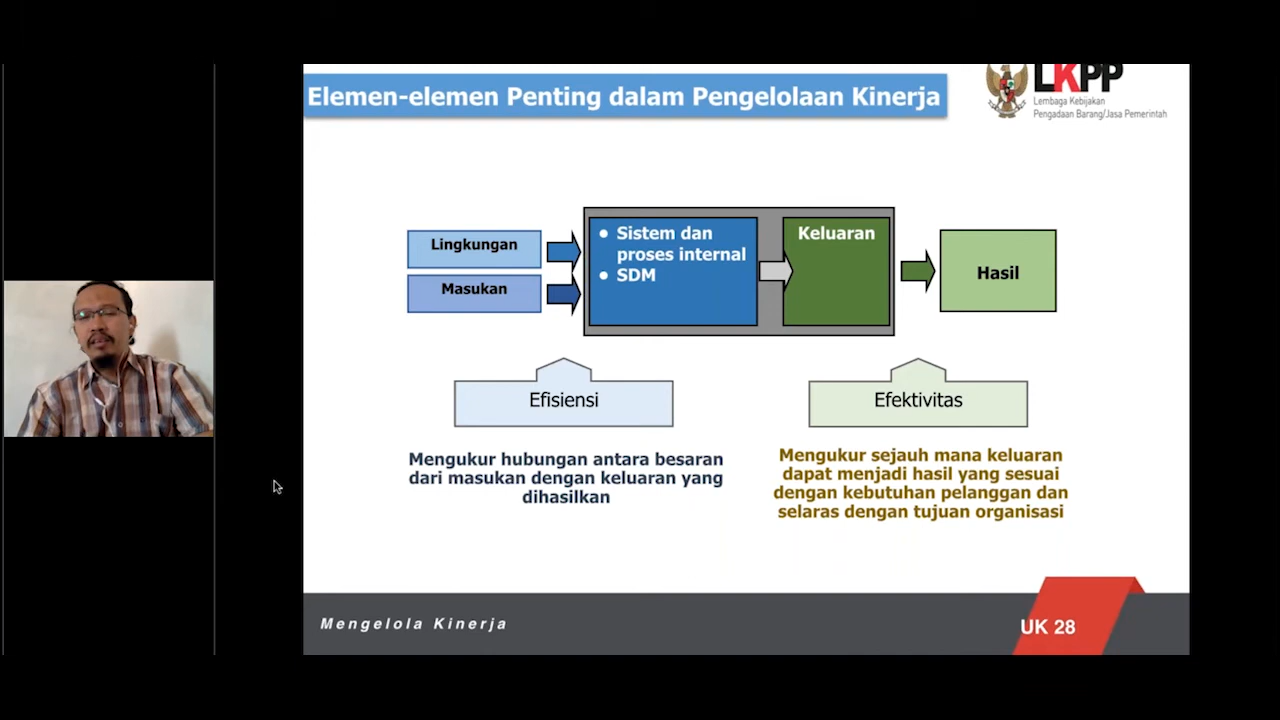 Elemen-elemen Penting dalam Pengelolaan Kinerja
LKPP
Lembaga Kebijakan
Pengadaan Barang/Jasa Pemerintah
Lingkungan
Masukan
• Sistem dan
proses internal
• SDM
Keluaran
Hasil
Efisiensi
Efektivitas
Mengukur hubungan antara besaran
dari masukan dengan keluaran yang
dihasilkan
Mengukur sejauh mana keluaran
dapat menjadi hasil yang sesuai
dengan kebutuhan pelanggan dan
selaras dengan tujuan organisasi
Mengelola Kinerja
UK 28